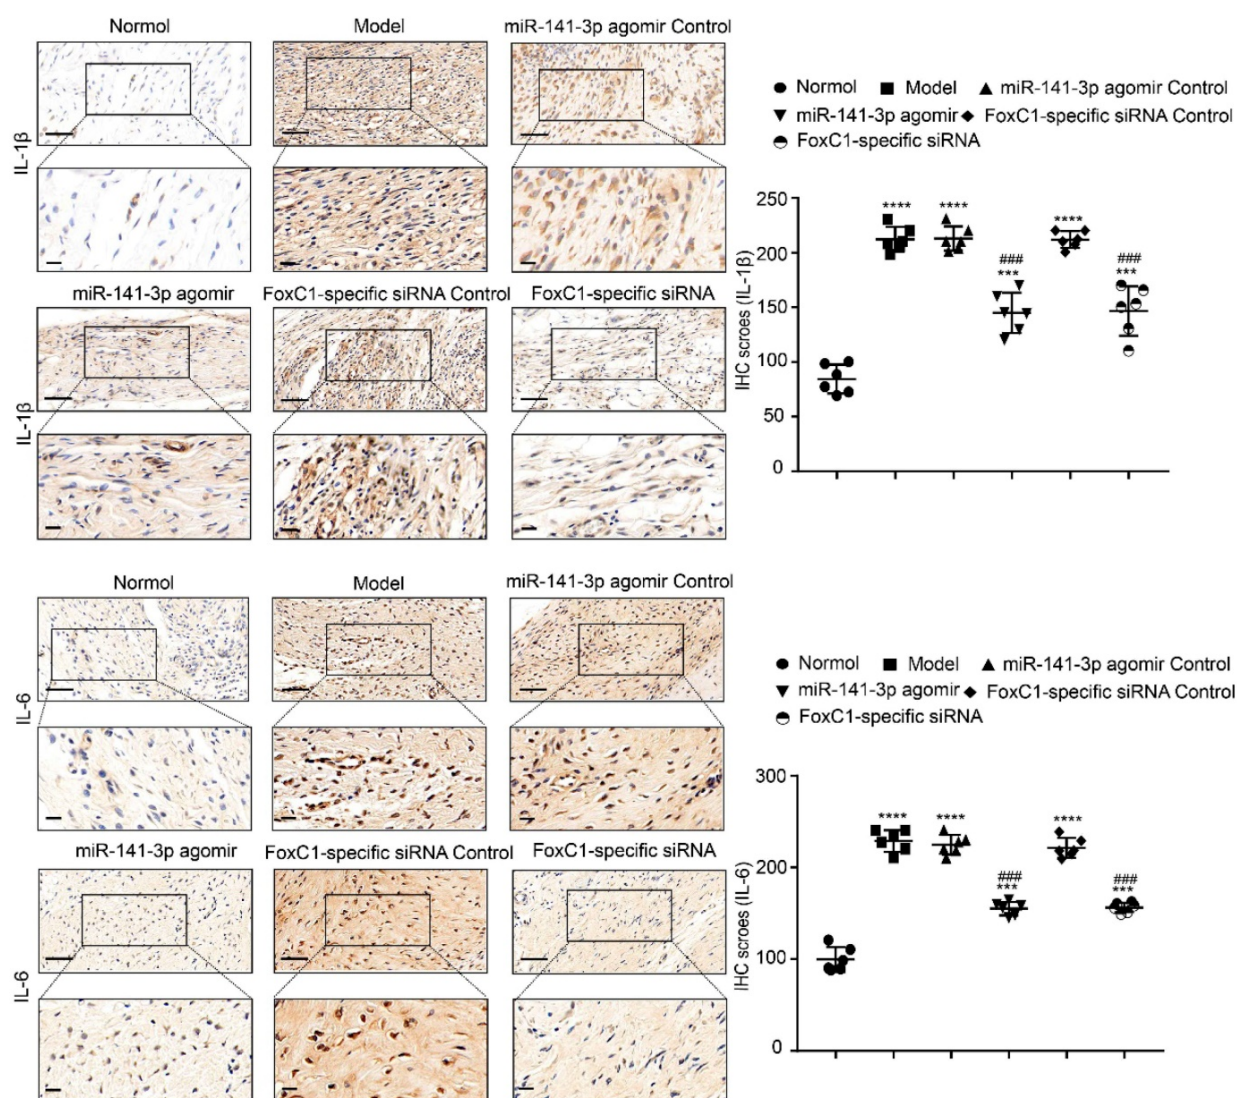 Normol Model miR-141-3p agomir Control
IL-1β
miR-141-3p agomir FoxC1-specific siRNA Control FoxC1-specific siRNA
IL-1β
● Normol ■ Model ▲ miR-141-3p agomir Control
▼ miR-141-3p agomir ◆ FoxC1-specific siRNA Control
FoxC1-specific siRNA
IHC scroes (IL-1β)
250
200
150
100
50
0
**** **** ****
### ###
*** ***
Normol Model miR-141-3p agomir Control
IL-6
miR-141-3p agomir FoxC1-specific siRNA Control FoxC1-specific siRNA
IL-6
● Normol ■ Model ▲ miR-141-3p agomir Control
▼ miR-141-3p agomir ◆ FoxC1-specific siRNA Control
FoxC1-specific siRNA
IHC scroes (IL-6)
300
200
100
0
**** **** ****
### ###
*** ***